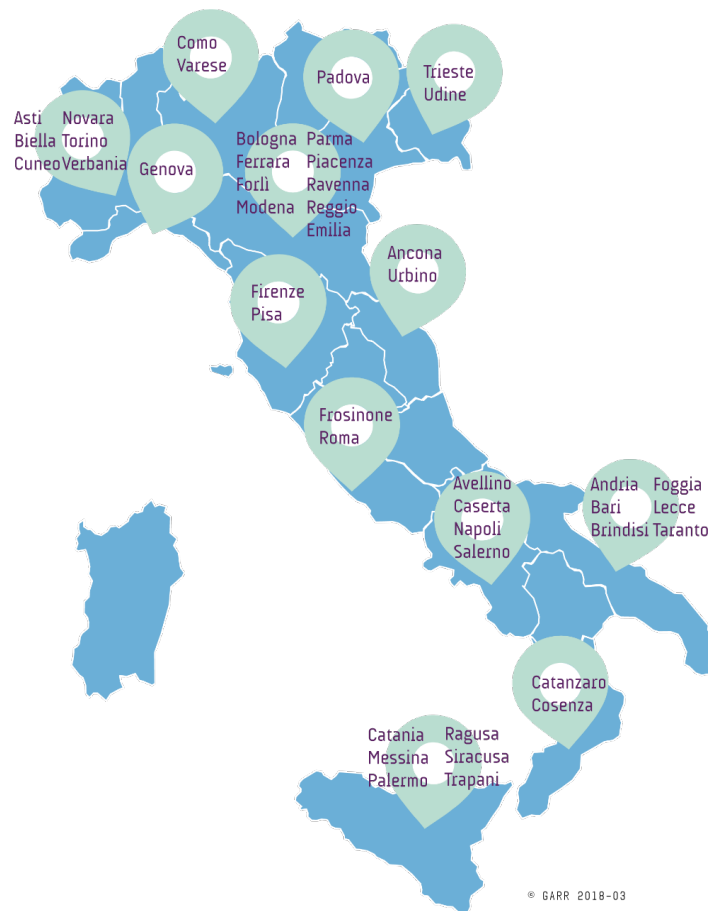 Como
Varese
Padova
Trieste
Udine
Asti Novara
Biella Torino
Cuneo Verbania
Genova
Bologna Parma
Ferrara Piacenza
Forlì Ravenna
Modena Reggio
Emilia
Ancona
Urbino
Firenze
Pisa
Frosinone
Roma
Avellino
Caserta
Napoli
Salerno
Andria Foggia
Bari Lecce
Brindisi Taranto
Catanzaro
Cosenza
Catania Ragusa
Messina Siracusa
Palermo Trapani
© GARR 2018-03